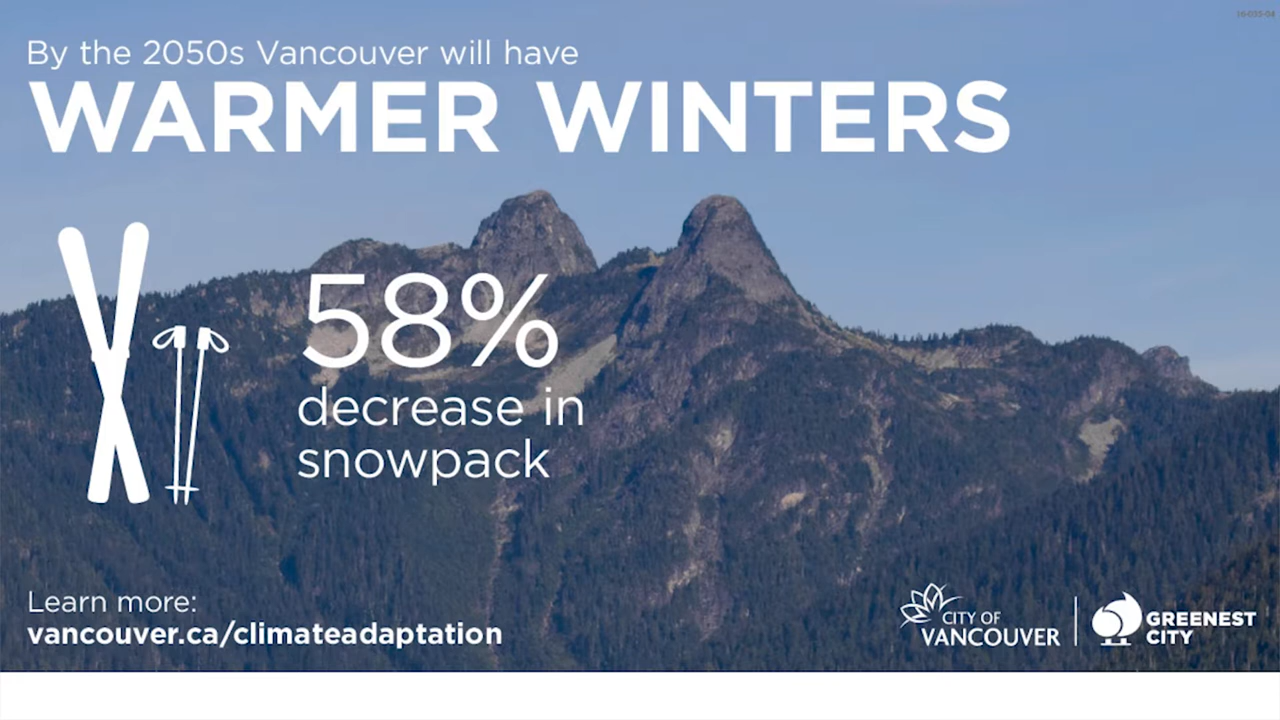 By the 2050s Vancouver will have
WARMER WINTERS
58%
decrease in
snowpack
Learn more:
vancouver.ca/climateadaptation
CITY OF
VANCOUVER
GREENEST
CITY